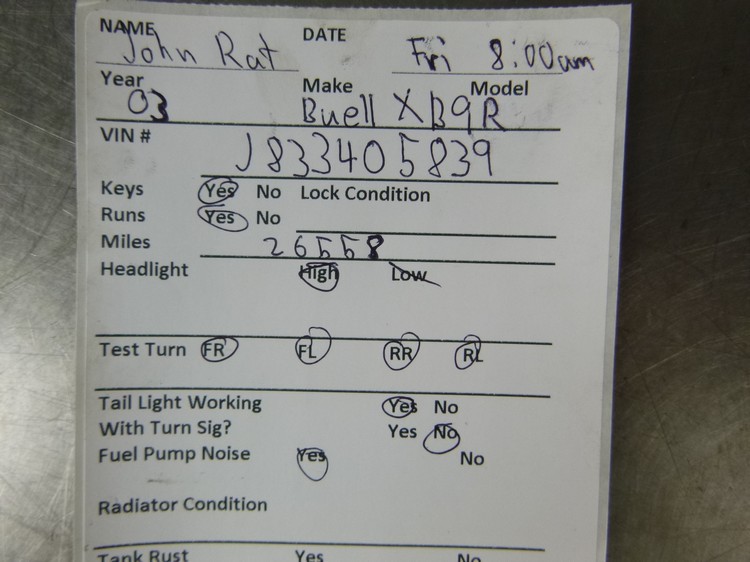 NAME John Rat DATE Fri 8:00am
Year 03 Make Buell Model XB9R
VIN # J833405839
Keys Yes No Lock Condition
Runs Yes No
Miles 26558
Headlight High Low
Test Turn FR FL RR RL
Tail Light Working Yes No
With Turn Sig? Yes No
Fuel Pump Noise Yes No
Radiator Condition
Tank Rust Yes No